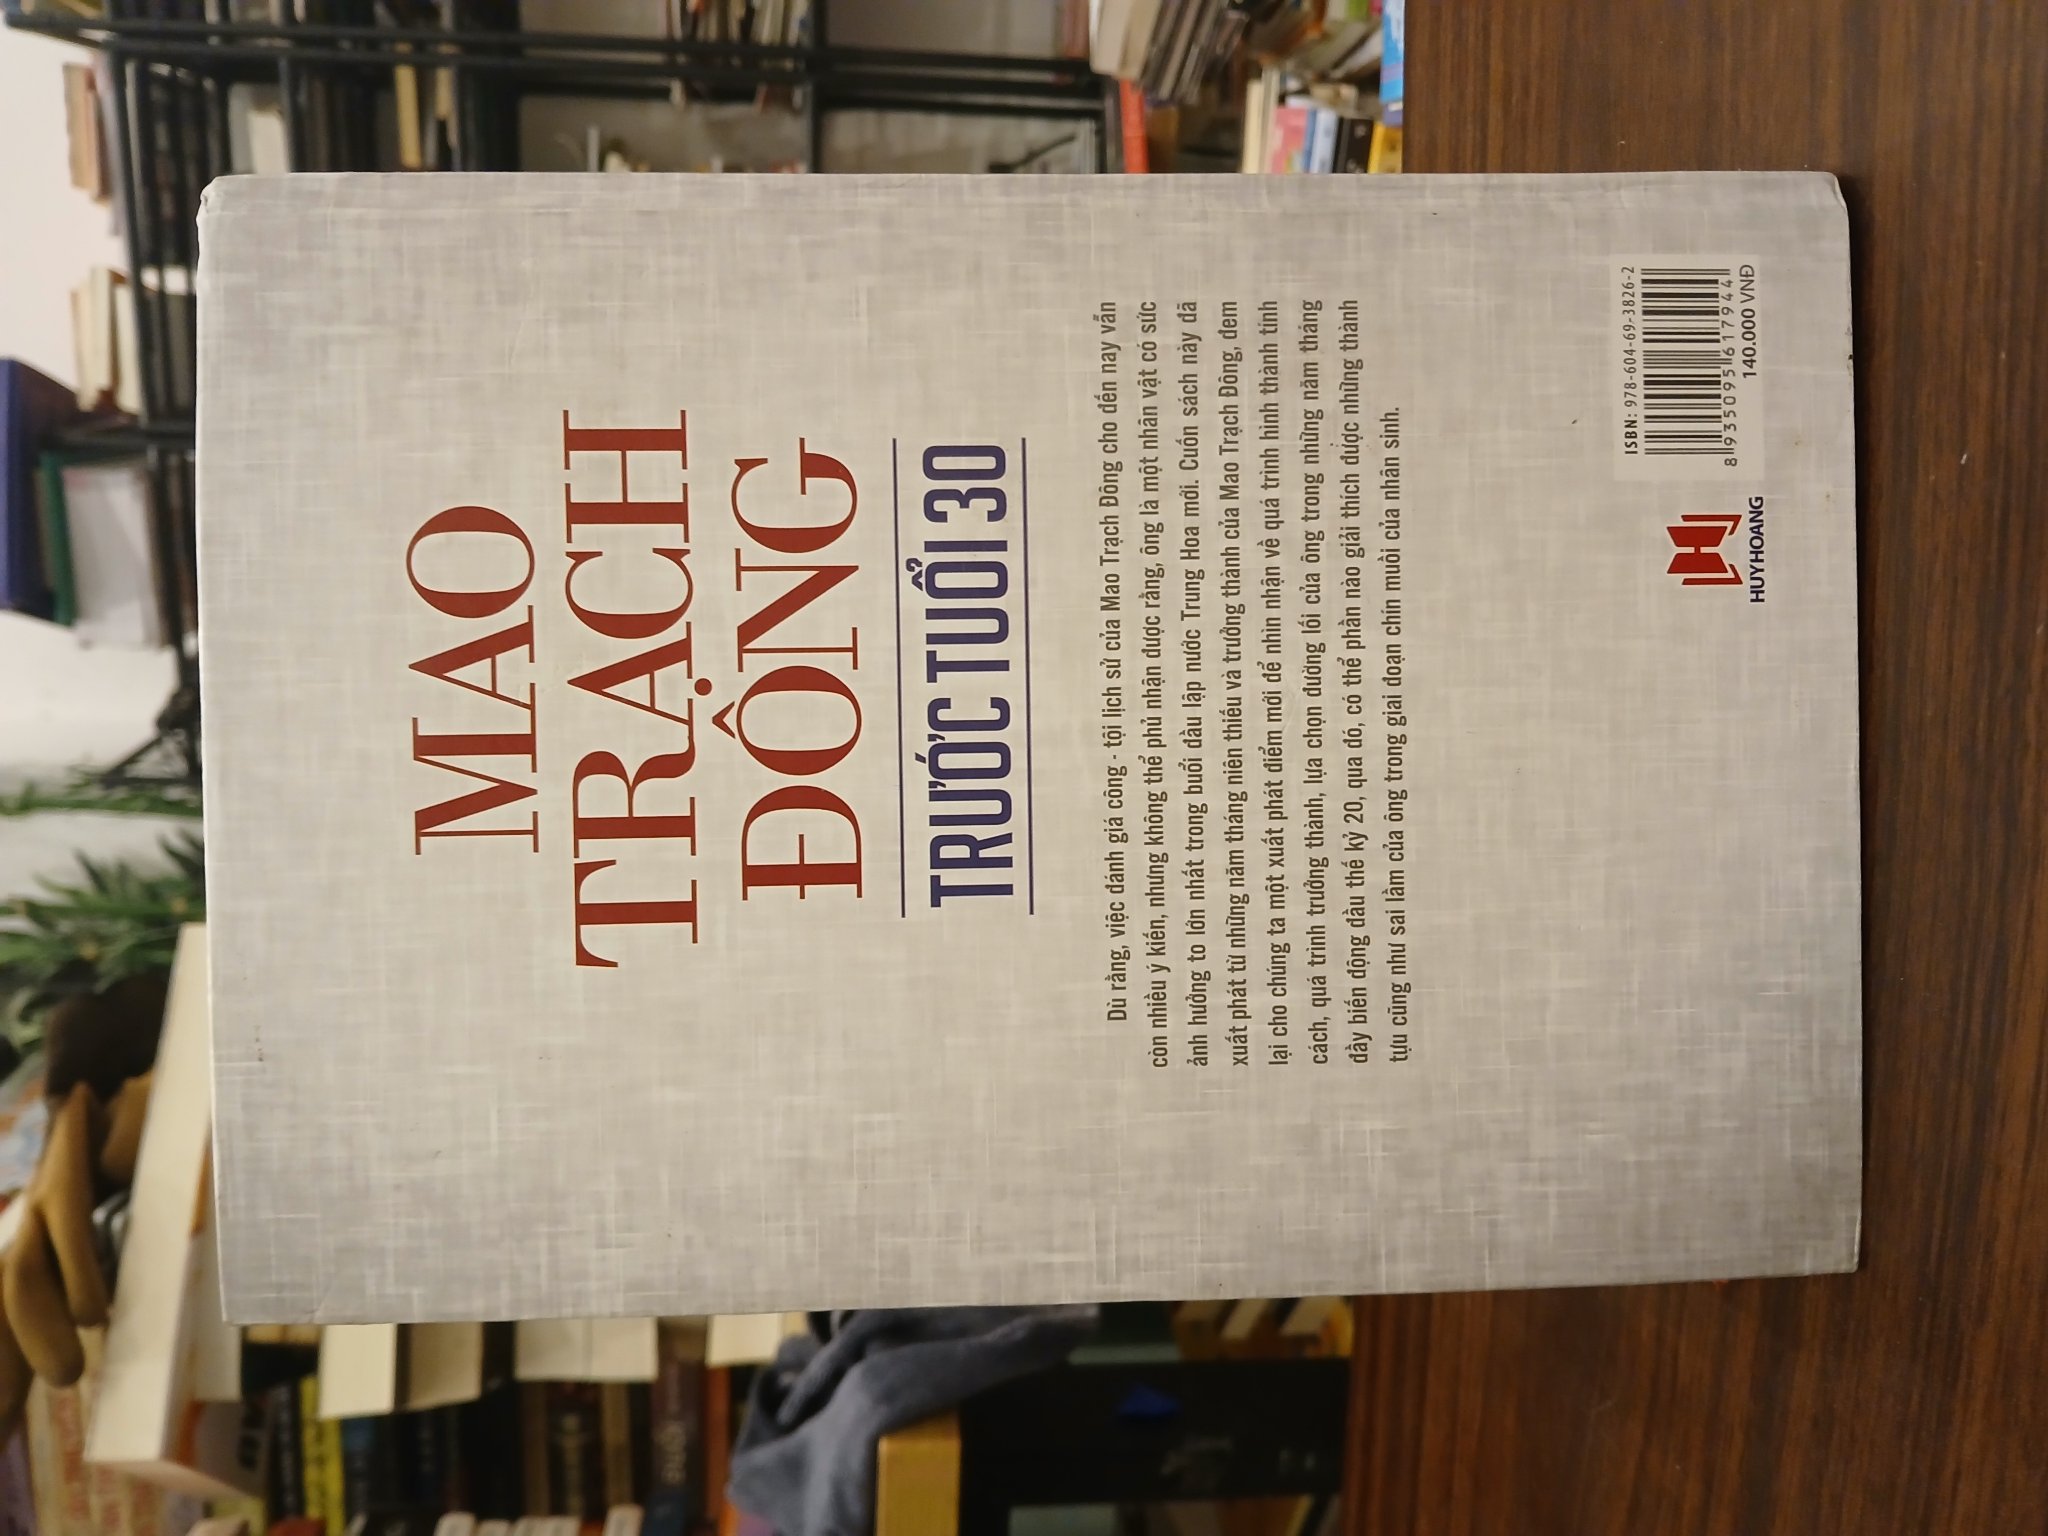 MAO
TRẠCH
ĐÔNG
TRƯỚC TUỔI 30
Dù rằng, việc đánh giá công - tội lịch sử của Mao Trạch Đông cho đến nay vẫn
còn nhiều ý kiến, nhưng không thể phủ nhận được rằng, ông là một nhân vật có sức
ảnh hưởng to lớn nhất trong buổi đầu lập nước Trung Hoa mới. Cuốn sách này đã
xuất phát từ những năm tháng niên thiếu và trưởng thành của Mao Trạch Đông, đem
lại cho chúng ta một xuất phát điểm mới để nhìn nhận về quá trình hình thành tính
cách, quá trình trưởng thành, lựa chọn đường lối của ông trong những năm tháng
đầy biến động đầu thế kỷ 20, qua đó, có thể phần nào giải thích được những thành
tựu cũng như sai lầm của ông trong giai đoạn chín muồi của nhân sinh.
HUYHOANG
ISBN: 978-604-69-3826-2
8 935095 617944
140.000 VNĐ